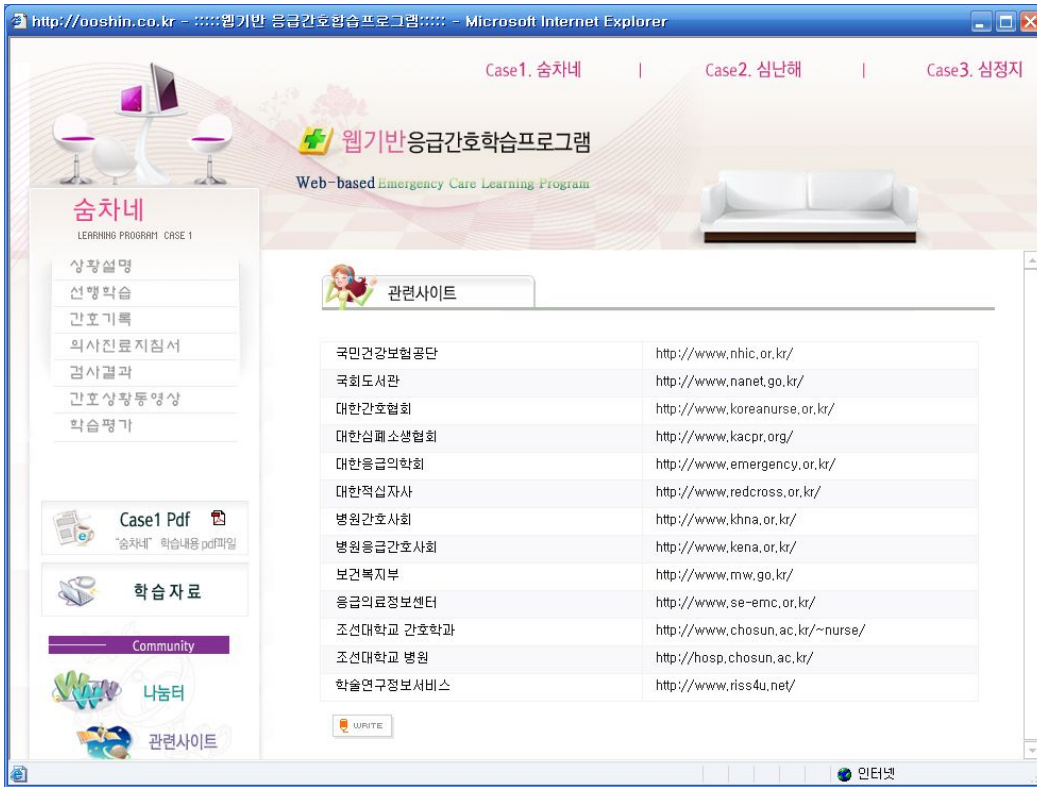 http://ooshin.co.kr - :::::웹기반 응급간호학습프로그램::::: - Microsoft Internet Explorer
Case1. 숨차네 | Case2. 심난해 | Case3. 심정지
웹기반응급간호학습프로그램
Web-based Emergency Care Learning Program
숨차네
LEARNING PROGRAM CASE 1
상황설명
선행학습
간호기록
의사진료지침서
검사결과
간호상황동영상
학습평가
Case1 Pdf
"숨차네" 학습내용 pdf파일
학습자료
Community
나눔터
관련사이트
관련사이트
국민건강보험공단 http://www.nhic.or.kr/
국회도서관 http://www.nanet.go.kr/
대한간호협회 http://www.koreanurse.or.kr/
대한심폐소생협회 http://www.kacpr.org/
대한응급의학회 http://www.emergency.or.kr/
대한적십자사 http://www.redcross.or.kr/
병원간호사회 http://www.khna.or.kr/
병원응급간호사회 http://www.kena.or.kr/
보건복지부 http://www.mw.go.kr/
응급의료정보센터 http://www.se-emc.or.kr/
조선대학교 간호학과 http://www.chosun.ac.kr/~nurse/
조선대학교 병원 http://hosp.chosun.ac.kr/
학술연구정보서비스 http://www.riss4u.net/
WRITE
인터넷